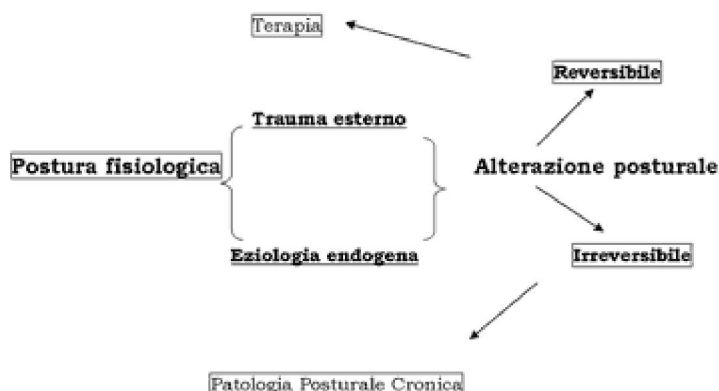 Terapia
Reversibile
Trauma esterno
Postura fisiologica
Alterazione posturale
Eziologia endogena
Irreversibile
Patologia Posturale Cronica